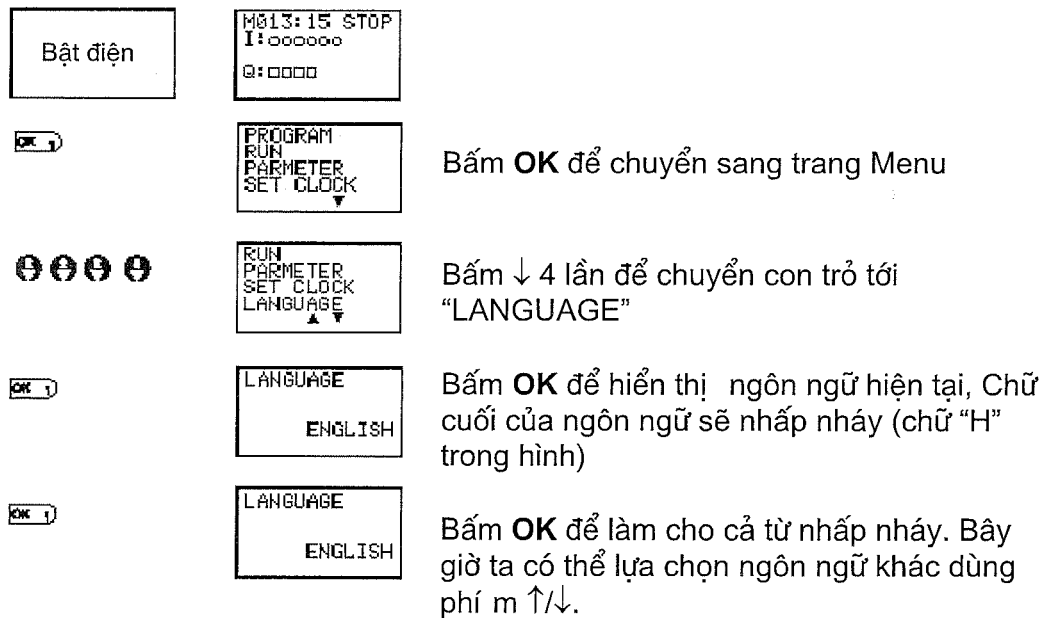 Bật điện
M013:15 STOP
I:oooooo
Q:□□□□
OK
PROGRAM
RUN
PARMETER
SET CLOCK
▼
Bấm OK để chuyển sang trang Menu
RUN
PARMETER
SET CLOCK
LANGUAGE
▲ ▼
Bấm ↓ 4 lần để chuyển con trỏ tới
“LANGUAGE”
OK
LANGUAGE
ENGLISH
Bấm OK để hiển thị ngôn ngữ hiện tại, Chữ
cuối của ngôn ngữ sẽ nhấp nháy (chữ “H”
trong hình)
OK
LANGUAGE
ENGLISH
Bấm OK để làm cho cả từ nhấp nháy. Bây
giờ ta có thể lựa chọn ngôn ngữ khác dùng
phí m ↑/↓.